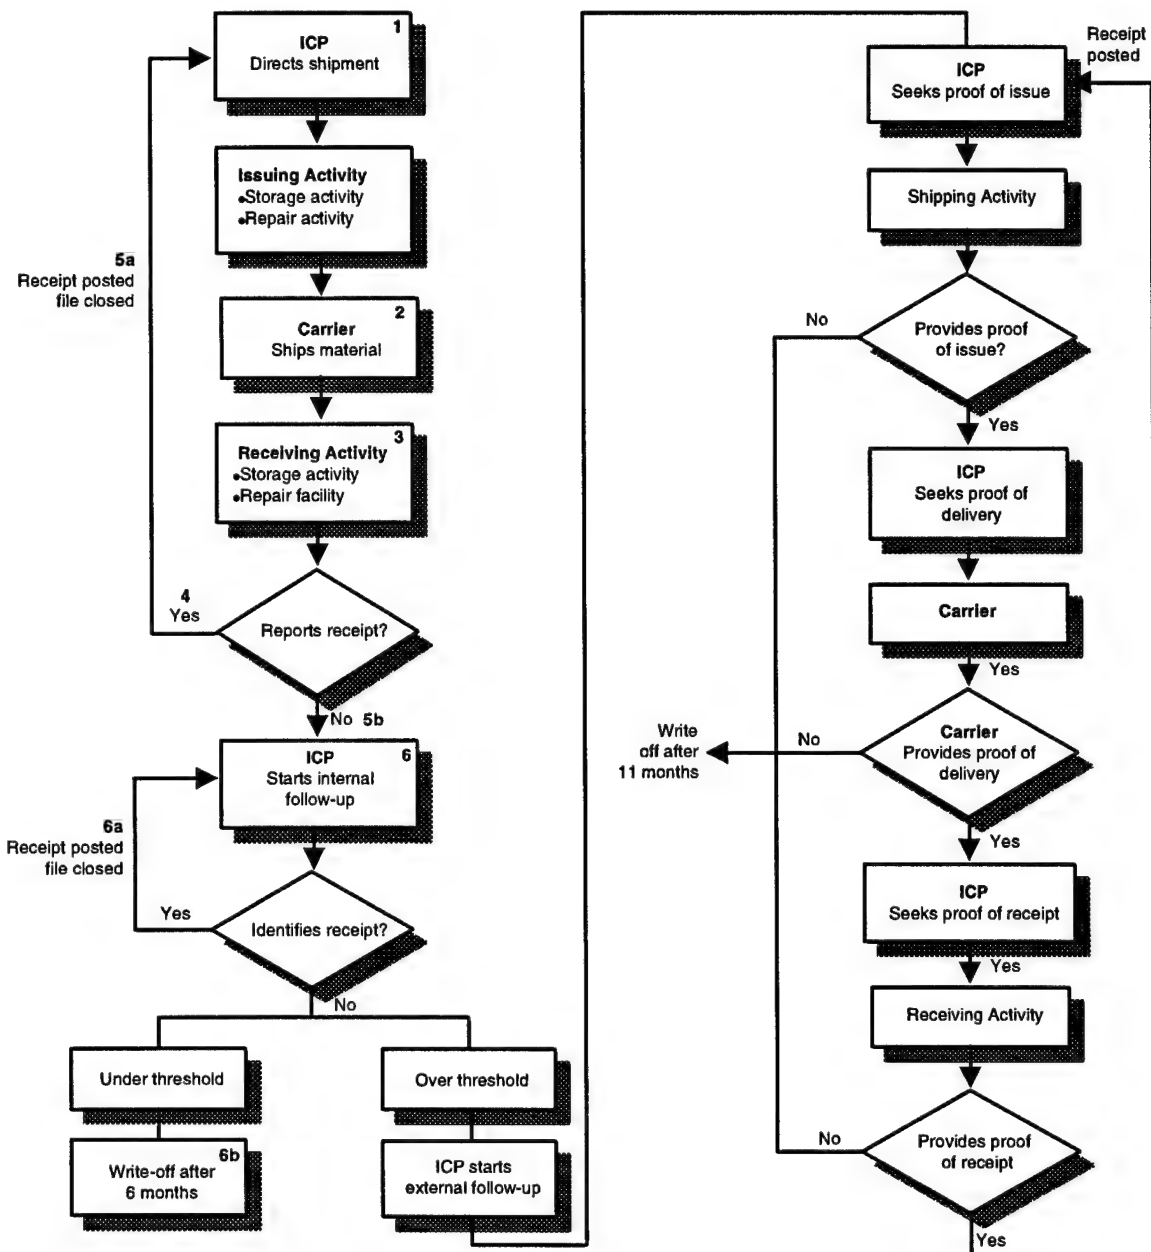 1
ICP
Directs shipment
Issuing Activity
•Storage activity
•Repair activity
5a
Receipt posted
file closed
2
Carrier
Ships material
3
Receiving Activity
•Storage activity
•Repair facility
4
Yes
Reports receipt?
No 5b
ICP 6
Starts internal
follow-up
6a
Receipt posted
file closed
Yes
Identifies receipt?
No
Under threshold
Over threshold
6b
Write-off after
6 months
ICP starts
external follow-up
Receipt
posted
ICP
Seeks proof of issue
Shipping Activity
No
Provides proof
of issue?
Yes
ICP
Seeks proof of
delivery
Carrier
Yes
Write
off after
11 months
No
Carrier
Provides proof of
delivery
Yes
ICP
Seeks proof of receipt
Yes
Receiving Activity
No
Provides proof
of receipt
Yes